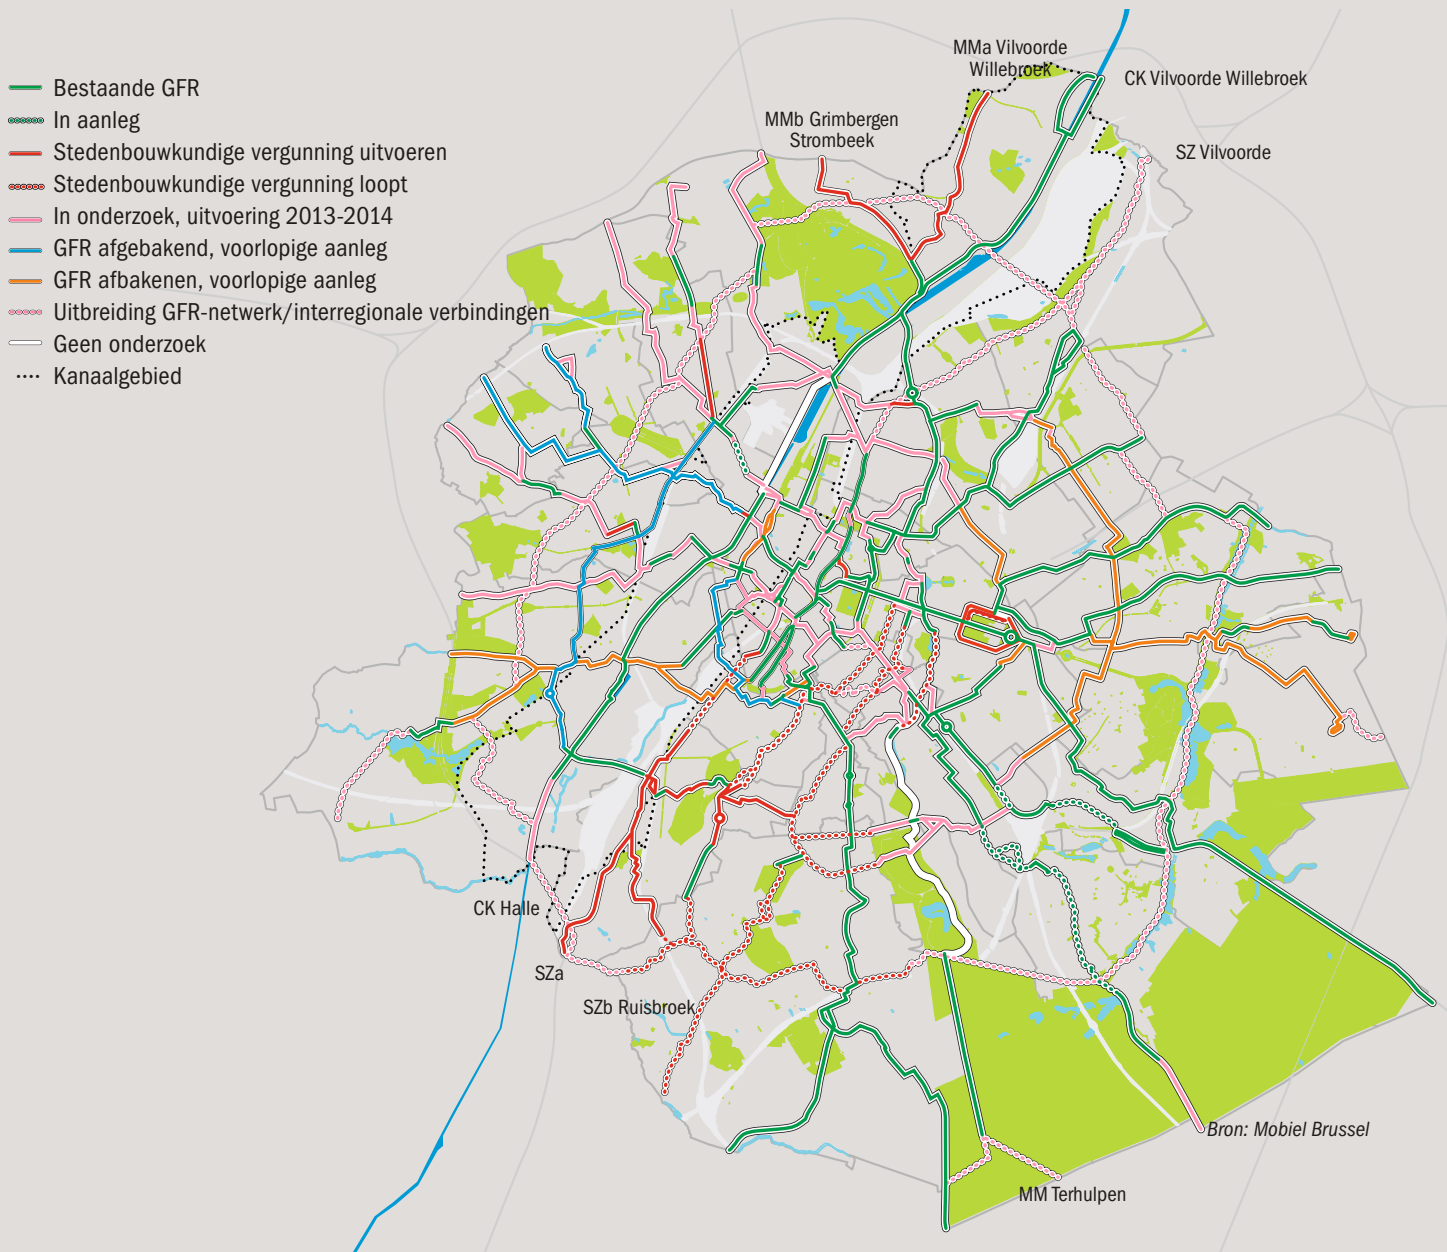 Bestaande GFR
In aanleg
Stedenbouwkundige vergunning uitvoeren
Stedenbouwkundige vergunning loopt
In onderzoek, uitvoering 2013-2014
GFR afgebakend, voorlopige aanleg
GFR afbakenen, voorlopige aanleg
Uitbreiding GFR-netwerk/interregionale verbindingen
Geen onderzoek
Kanaalgebied
MMa Vilvoorde
Willebroek
CK Vilvoorde Willebroek
MMb Grimbergen
Strombeek
SZ Vilvoorde
CK Halle
SZa
SZb Ruisbroek
Bron: Mobiel Brussel
MM Terhulpen